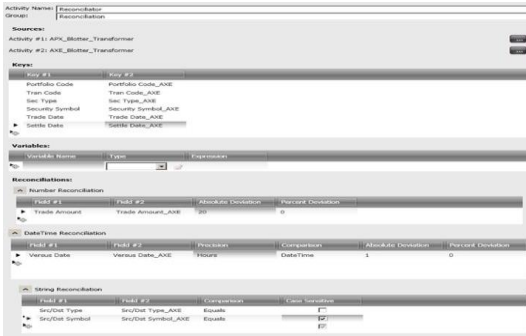 Activity Name: Reconciliator
Group: Reconciliation
Sources:
Activity #1: APX_Blotter_Transformer
Activity #2: AXE_Blotter_Transformer
Keys:
Key #1 Key #2
Portfolio Code Portfolio Code_AXE
Tran Code Tran Code_AXE
Sec Type Sec Type_AXE
Security Symbol Security Symbol_AXE
Trade Date Trade Date_AXE
Settle Date Settle Date_AXE
Variables:
Variable Name Type Expression
Reconciliations:
Number Reconciliation
Field #1 Field #2 Absolute Deviation Percent Deviation
Trade Amount Trade Amount_AXE 20 0
DateTime Reconciliation
Field #1 Field #2 Precision Comparison Absolute Deviation Percent Deviation
Versus Date Versus Date_AXE Hours DateTime 1 0
String Reconciliation
Field #1 Field #2 Comparison Case Sensitive
Src/Dst Type Src/Dst Type_AXE Equals
Src/Dst Symbol Src/Dst Symbol_AXE Equals